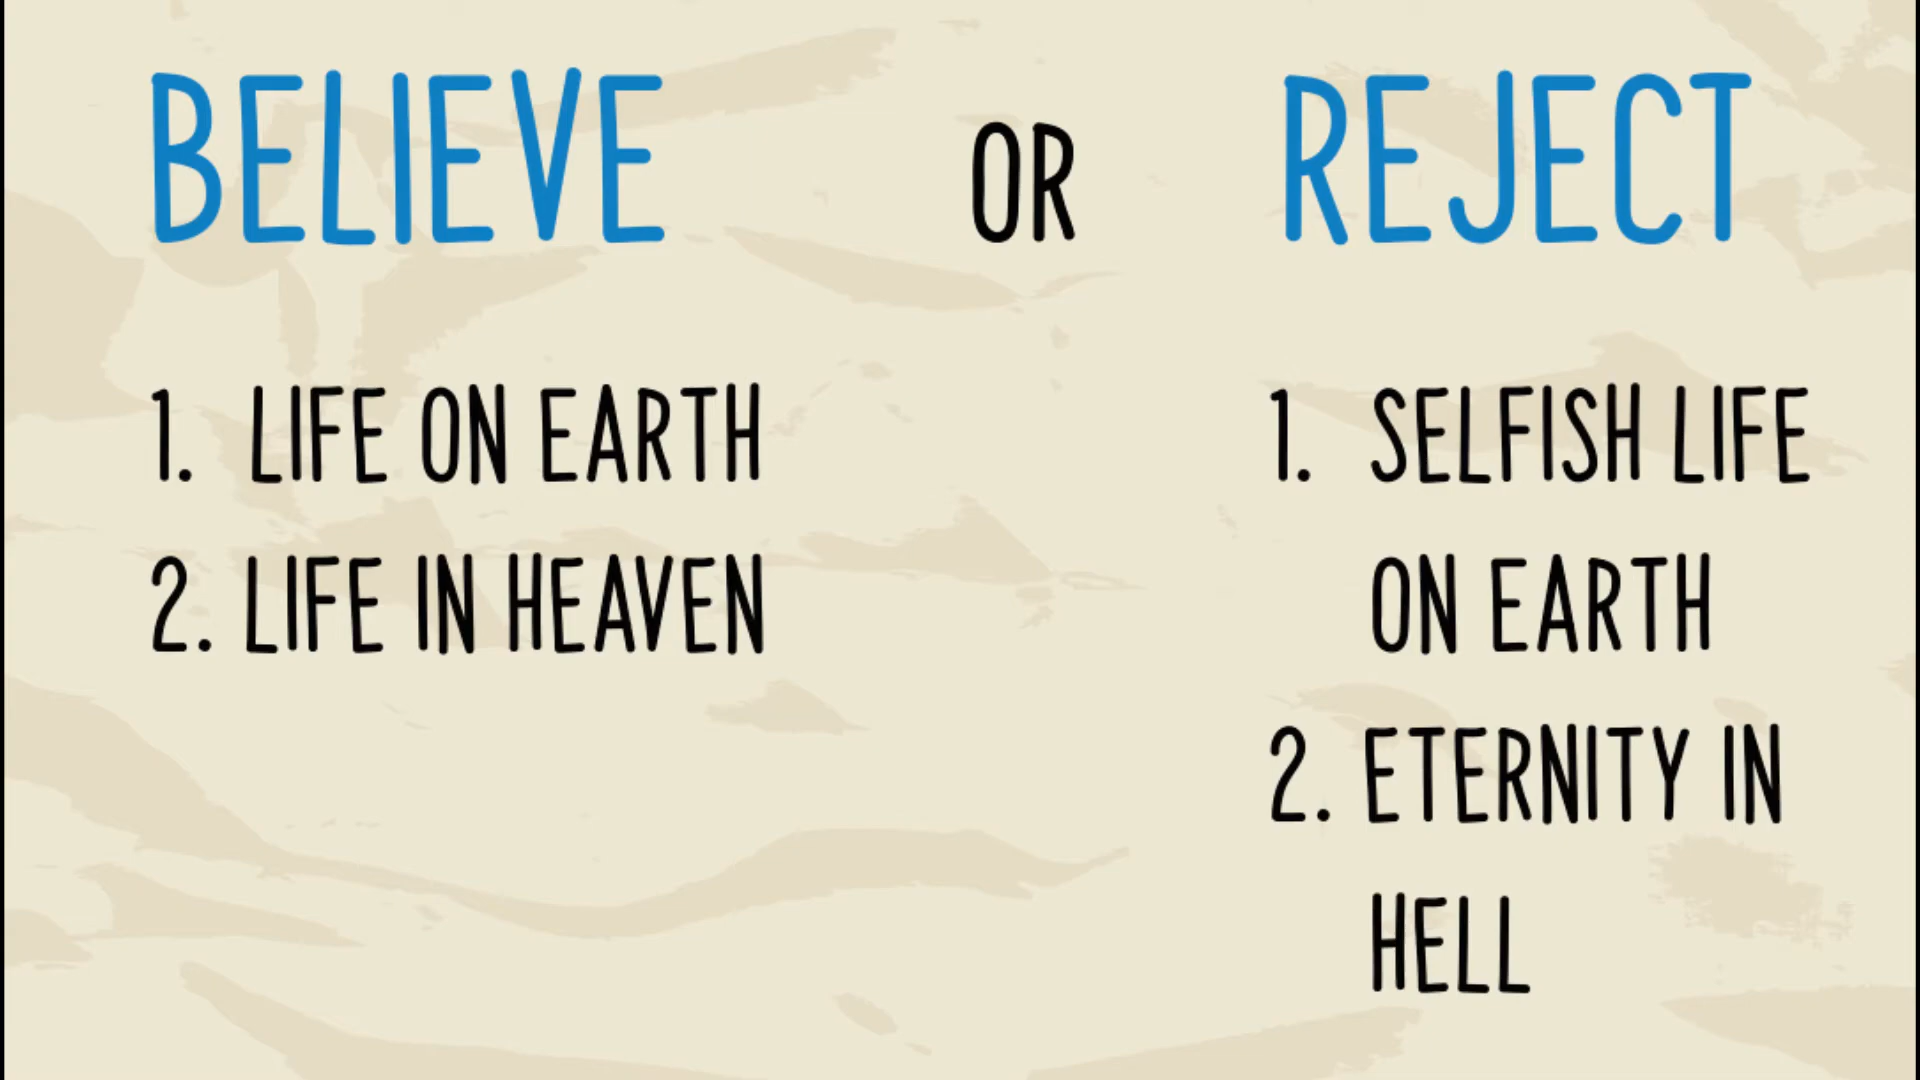 BELIEVE OR REJECT
1. LIFE ON EARTH
2. LIFE IN HEAVEN
1. SELFISH LIFE
ON EARTH
2. ETERNITY IN
HELL